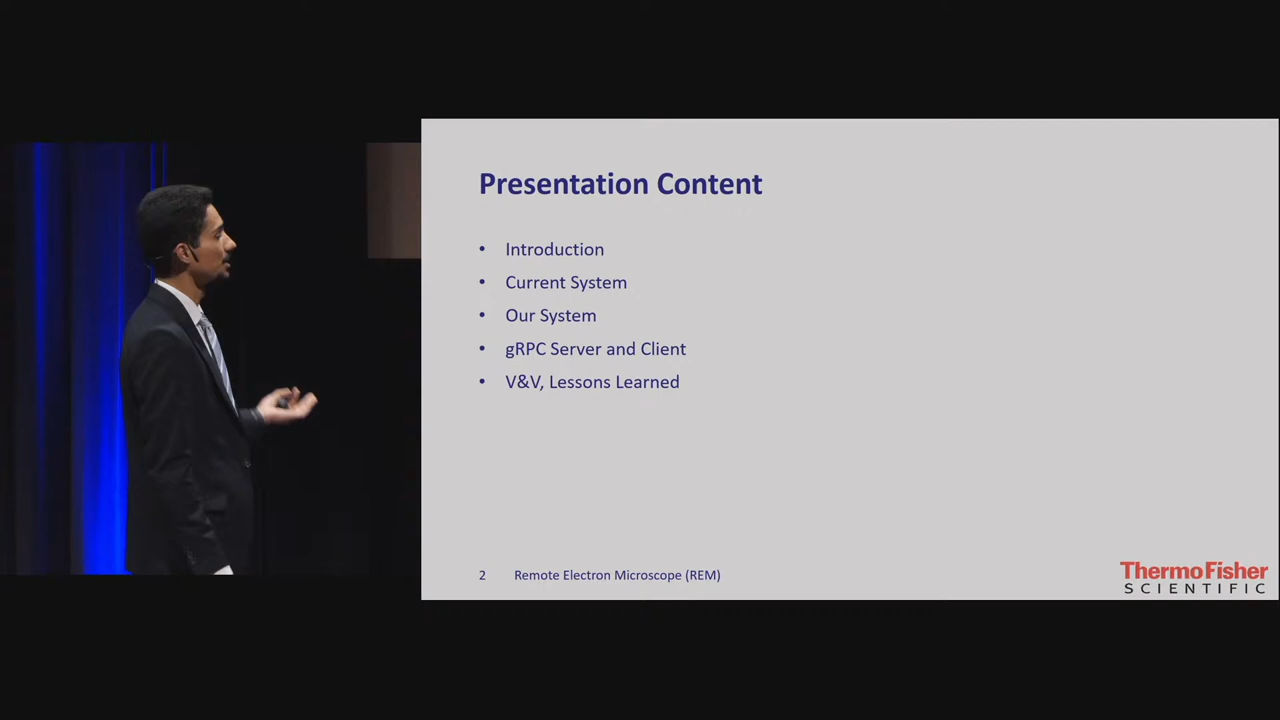 Presentation Content
• Introduction
• Current System
• Our System
• gRPC Server and Client
• V&V, Lessons Learned
2 Remote Electron Microscope (REM)
ThermoFisher
SCIENTIFIC